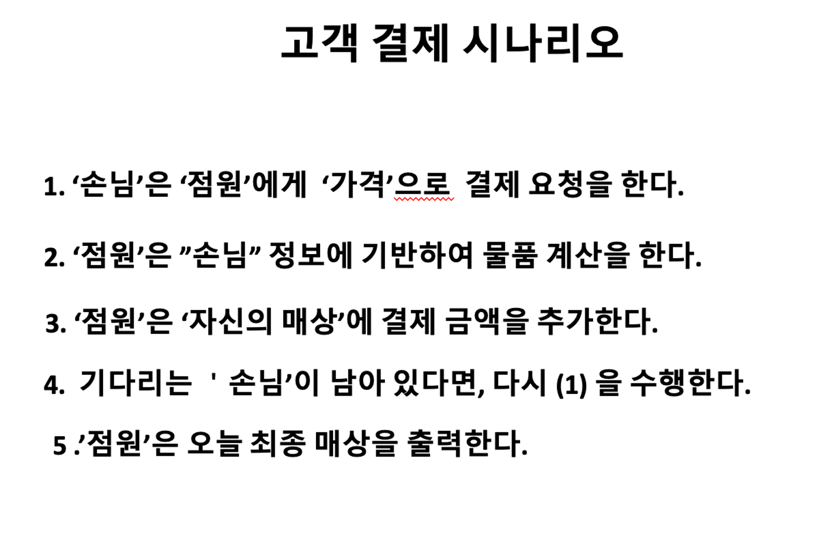 고객 결제 시나리오
1. ‘손님’은 ‘점원’에게 ‘가격’으로 결제 요청을 한다.
2. ‘점원’은 ”손님” 정보에 기반하여 물품 계산을 한다.
3. ‘점원’은 ‘자신의 매상’에 결제 금액을 추가한다.
4. 기다리는 ' 손님’이 남아 있다면, 다시 (1) 을 수행한다.
5 .’점원’은 오늘 최종 매상을 출력한다.